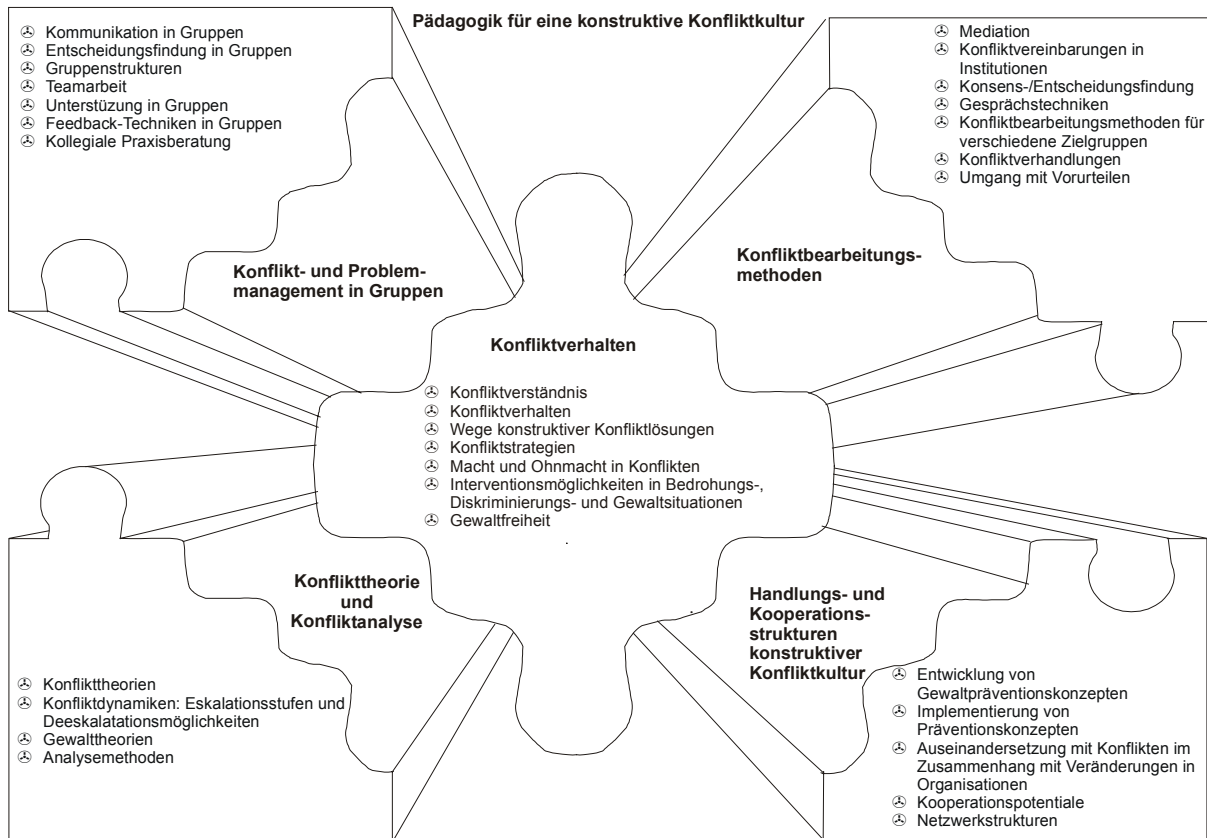 Pädagogik für eine konstruktive Konfliktkultur
Kommunikation in Gruppen
Entscheidungsfindung in Gruppen
Gruppenstrukturen
Teamarbeit
Unterstüzung in Gruppen
Feedback-Techniken in Gruppen
Kollegiale Praxisberatung
Konflikt- und Problem-
management in Gruppen
Mediation
Konfliktvereinbarungen in
Institutionen
Konsens-/Entscheidungsfindung
Gesprächstechniken
Konfliktbearbeitungsmethoden für
verschiedene Zielgruppen
Konfliktverhandlungen
Umgang mit Vorurteilen
Konfliktbearbeitungs-
methoden
Konfliktverhalten
Konfliktverständnis
Konfliktverhalten
Wege konstruktiver Konfliktlösungen
Konfliktstrategien
Macht und Ohnmacht in Konflikten
Interventionsmöglichkeiten in Bedrohungs-,
Diskriminierungs- und Gewaltsituationen
Gewaltfreiheit
Konflikttheorie
und
Konfliktanalyse
Konflikttheorien
Konfliktdynamiken: Eskalationsstufen und
Deeskalatationsmöglichkeiten
Gewalttheorien
Analysemethoden
Handlungs- und
Kooperations-
strukturen
konstruktiver
Konfliktkultur
Entwicklung von
Gewaltpräventionskonzepten
Implementierung von
Präventionskonzepten
Auseinandersetzung mit Konflikten im
Zusammenhang mit Veränderungen in
Organisationen
Kooperationspotentiale
Netzwerkstrukturen